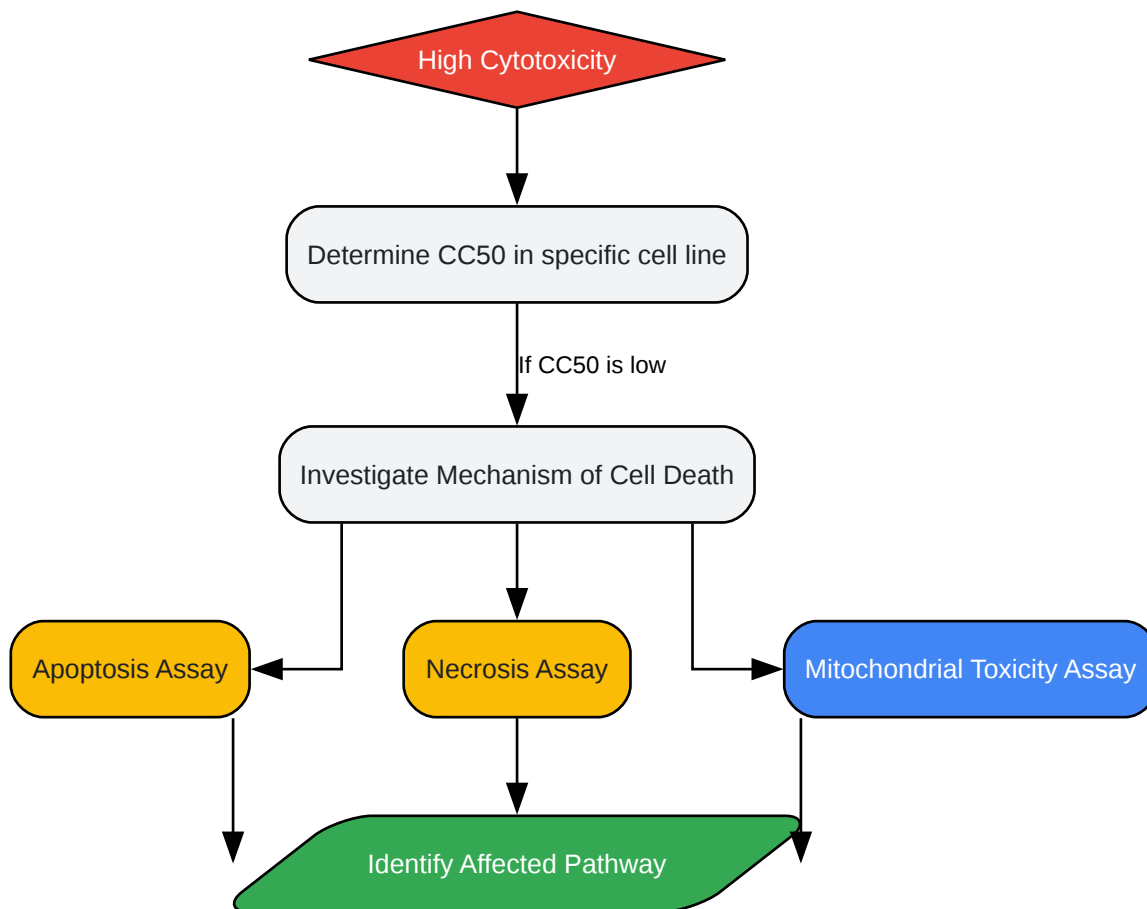 High Cytotoxicity
Determine CC50 in specific cell line
If CC50 is low
Investigate Mechanism of Cell Death
Apoptosis Assay
Necrosis Assay
Mitochondrial Toxicity Assay
Identify Affected Pathway